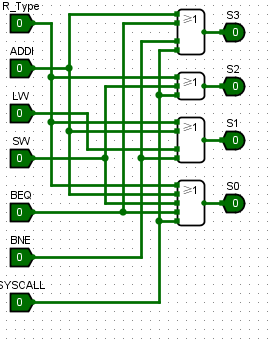 R_Type
0
ADDI
0
LW
0
SW
0
BEQ
0
BNE
0
SYSCALL
0
≥1
S3
0
≥1
S2
0
≥1
S1
0
≥1
S0
0